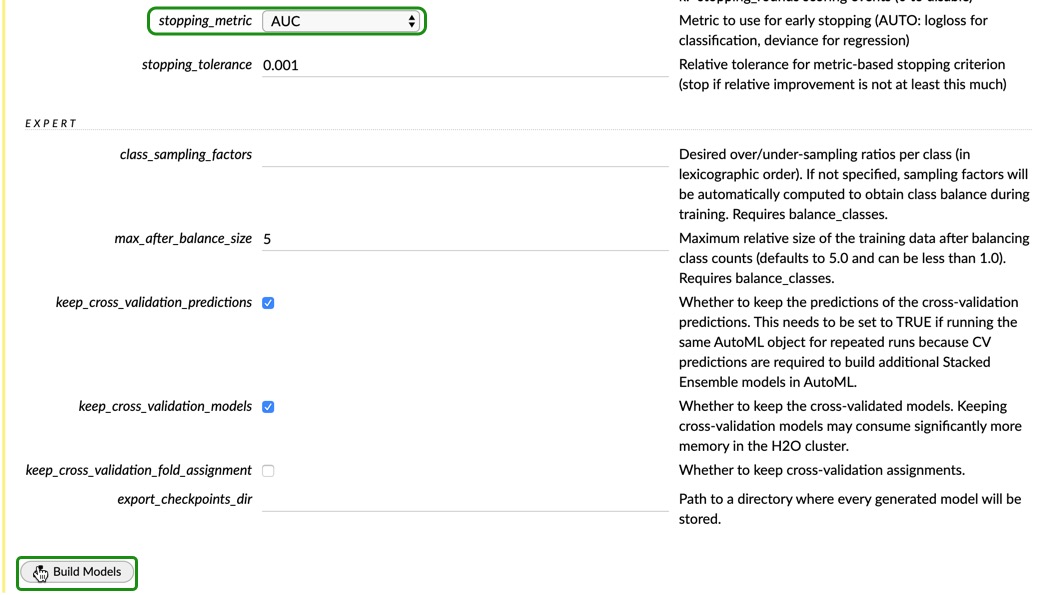 stopping_metric AUC
Metric to use for early stopping (AUTO: logloss for
classification, deviance for regression)
stopping_tolerance 0.001
Relative tolerance for metric-based stopping criterion
(stop if relative improvement is not at least this much)
EXPERT
class_sampling_factors
Desired over/under-sampling ratios per class (in
lexicographic order). If not specified, sampling factors will
be automatically computed to obtain class balance during
training. Requires balance_classes.
max_after_balance_size 5
Maximum relative size of the training data after balancing
class counts (defaults to 5.0 and can be less than 1.0).
Requires balance_classes.
keep_cross_validation_predictions
Whether to keep the predictions of the cross-validation
predictions. This needs to be set to TRUE if running the
same AutoML object for repeated runs because CV
predictions are required to build additional Stacked
Ensemble models in AutoML.
keep_cross_validation_models
Whether to keep the cross-validated models. Keeping
cross-validation models may consume significantly more
memory in the H2O cluster.
keep_cross_validation_fold_assignment
Whether to keep cross-validation assignments.
export_checkpoints_dir
Path to a directory where every generated model will be
stored.
Build Models